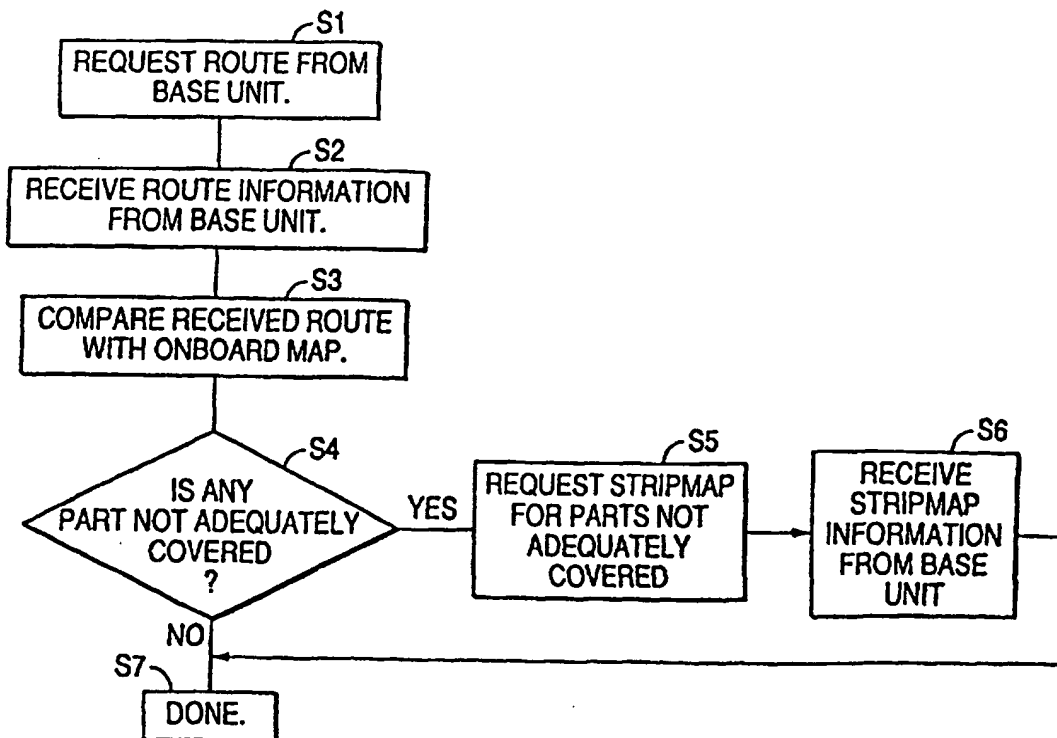 S1
REQUEST ROUTE FROM
BASE UNIT.
S2
RECEIVE ROUTE INFORMATION
FROM BASE UNIT.
S3
COMPARE RECEIVED ROUTE
WITH ONBOARD MAP.
S4
IS ANY
PART NOT ADEQUATELY
COVERED
?
YES
S5
REQUEST STRIPMAP
FOR PARTS NOT
ADEQUATELY
COVERED
S6
RECEIVE
STRIPMAP
INFORMATION
FROM BASE
UNIT
NO
S7
DONE.